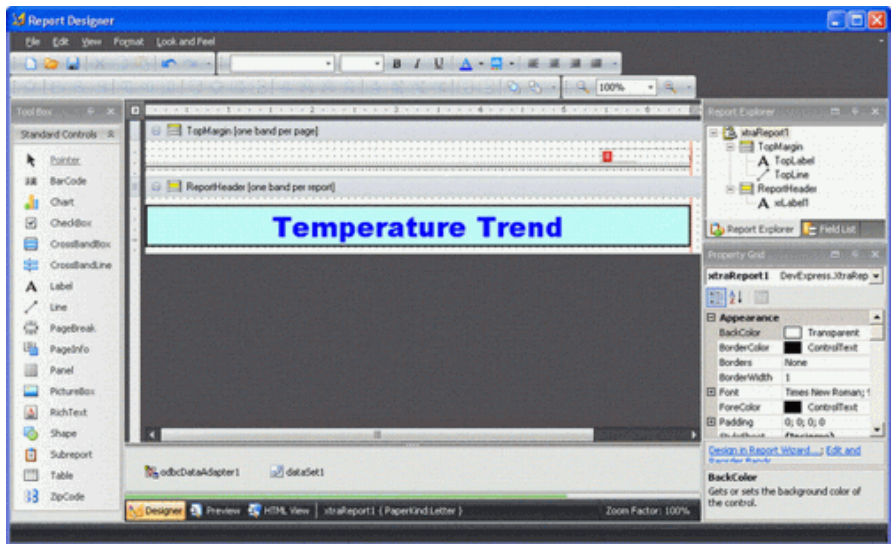 Report Designer
File Edit View Format Look and Feel
B I U A 100%
Tool Box
Standard Controls
Pointer
BarCode
Chart
CheckBox
CrossBandBox
CrossBandLine
Label
Line
PageBreak
PageInfo
Panel
PictureBox
RichText
Shape
Subreport
Table
ZipCode
TopMargin [one band per page]
ReportHeader [one band per report]
Temperature Trend
odbcDataAdapter1 dataSet1
Designer Preview HTML View xtraReport1 { PaperKind:Letter } Zoom Factor: 100%
Report Explorer
xtraReport1
TopMargin
TopLabel
TopLine
ReportHeader
xrLabel1
Report Explorer Field List
Property Grid
xtraReport1 DevExpress.XtraRep
Appearance
BackColor Transparent
BorderColor ControlText
Borders None
BorderWidth 1
Font Times New Roman;
ForeColor ControlText
Padding 0; 0; 0; 0
Design in Report Wizard...; Edit and
BackColor
Gets or sets the background color of
the control.